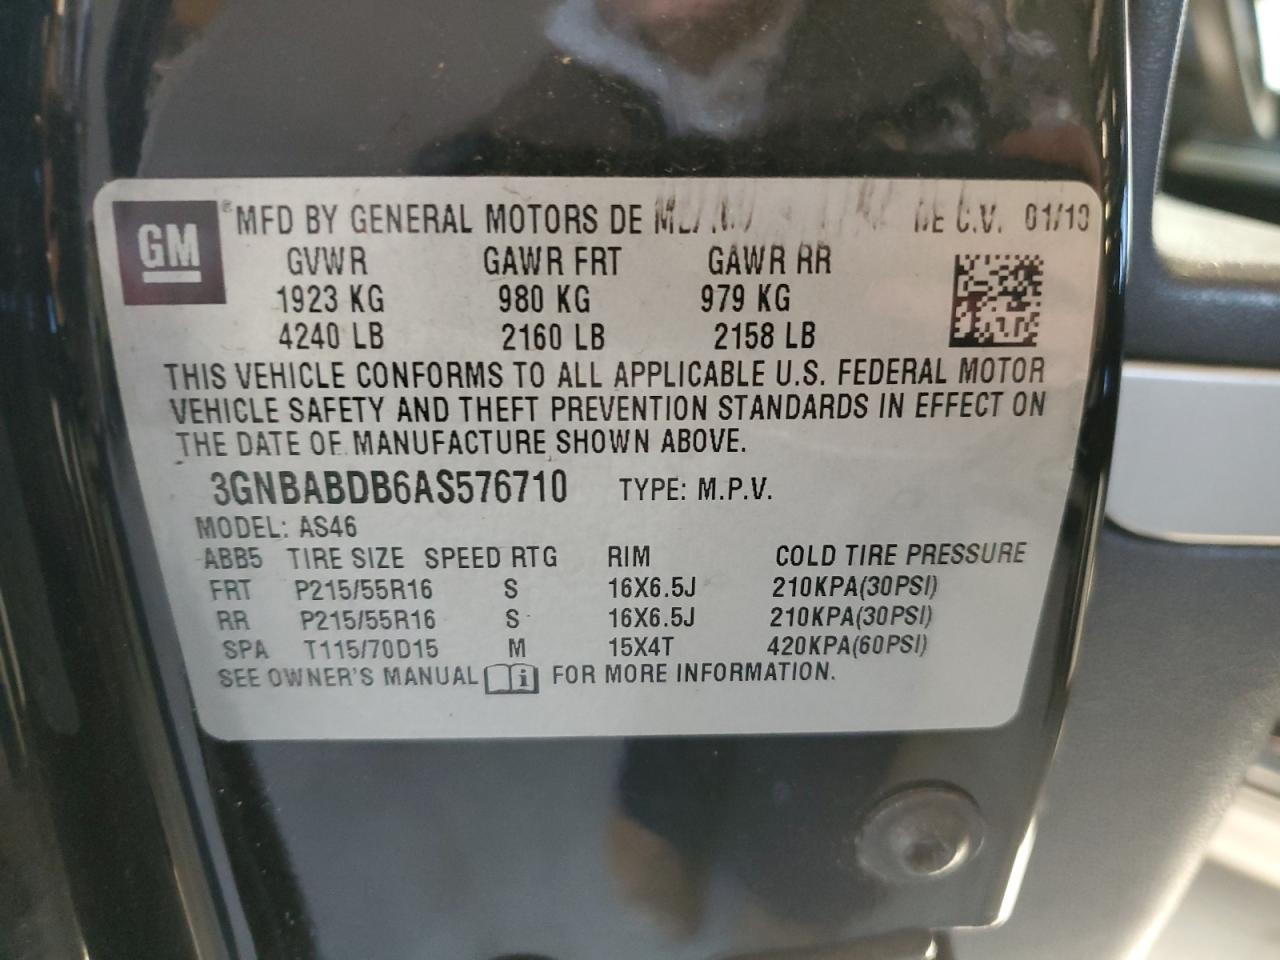 GM
® MFD BY GENERAL MOTORS DE DE C.V. 01/10
GVWR GAWR FRT GAWR RR
1923 KG 980 KG 979 KG
4240 LB 2160 LB 2158 LB
THIS VEHICLE CONFORMS TO ALL APPLICABLE U.S. FEDERAL MOTOR
VEHICLE SAFETY AND THEFT PREVENTION STANDARDS IN EFFECT ON
THE DATE OF MANUFACTURE SHOWN ABOVE.
3GNBABDB6AS576710 TYPE: M.P.V.
MODEL: AS46
ABB5 TIRE SIZE SPEED RTG RIM COLD TIRE PRESSURE
FRT P215/55R16 S 16X6.5J 210KPA(30PSI)
RR P215/55R16 S 16X6.5J 210KPA(30PSI)
SPA T115/70D15 M 15X4T 420KPA(60PSI)
SEE OWNER'S MANUAL i FOR MORE INFORMATION.